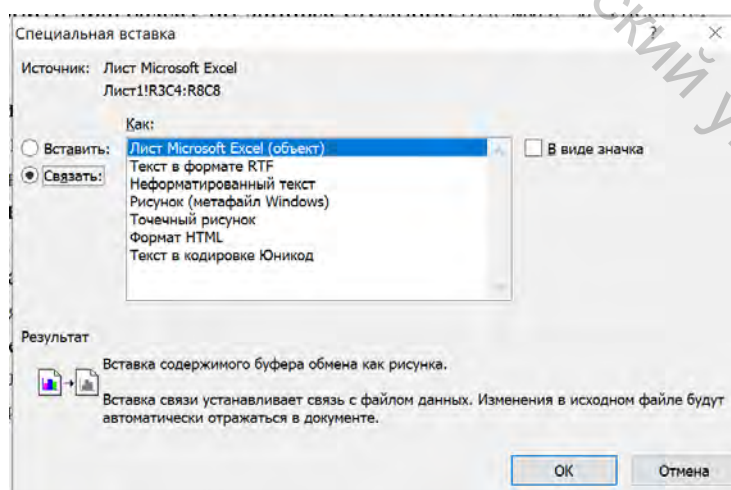 Специальная вставка ? ×
Источник: Лист Microsoft Excel
Лист1!R3C4:R8C8
Как:
Вставить:
Связать:
Лист Microsoft Excel (объект)
Текст в формате RTF
Неформатированный текст
Рисунок (метафайл Windows)
Точечный рисунок
Формат HTML
Текст в кодировке Юникод
В виде значка
Результат
Вставка содержимого буфера обмена как рисунка.
Вставка связи устанавливает связь с файлом данных. Изменения в исходном файле будут
автоматически отражаться в документе.
ОК
Отмена